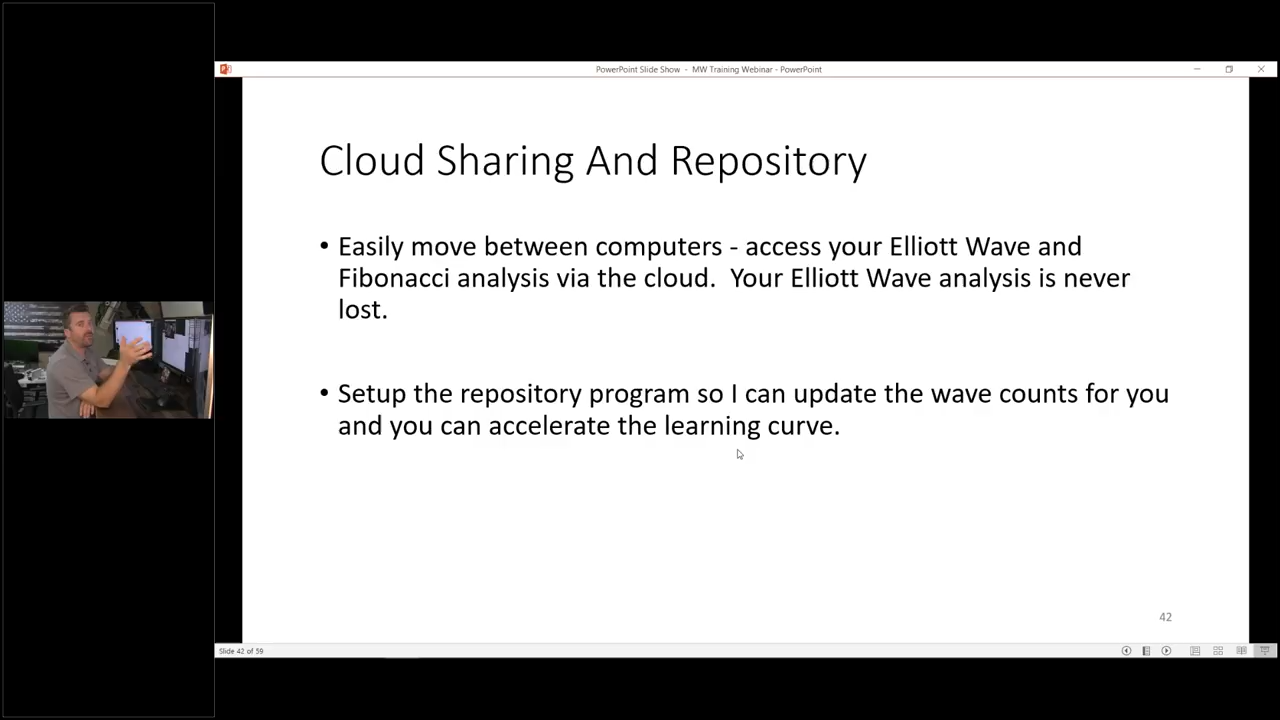 PowerPoint Slide Show - MW Training Webinar - PowerPoint
Cloud Sharing And Repository
• Easily move between computers - access your Elliott Wave and
Fibonacci analysis via the cloud.  Your Elliott Wave analysis is never
lost.
• Setup the repository program so I can update the wave counts for you
and you can accelerate the learning curve.
42
Slide 42 of 59